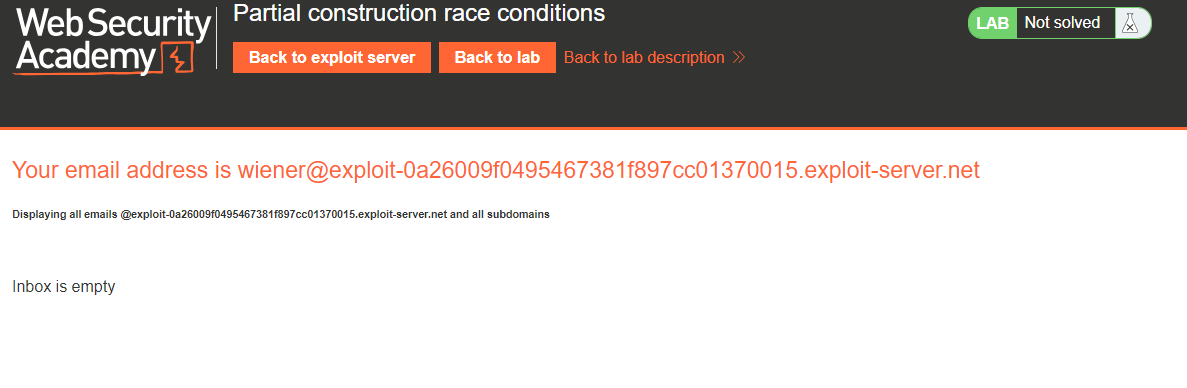 Web Security
Academy
Partial construction race conditions
Back to exploit server
Back to lab
Back to lab description
LAB
Not solved
Your email address is wiener@exploit-0a26009f0495467381f897cc01370015.exploit-server.net
Displaying all emails @exploit-0a26009f0495467381f897cc01370015.exploit-server.net and all subdomains
Inbox is empty